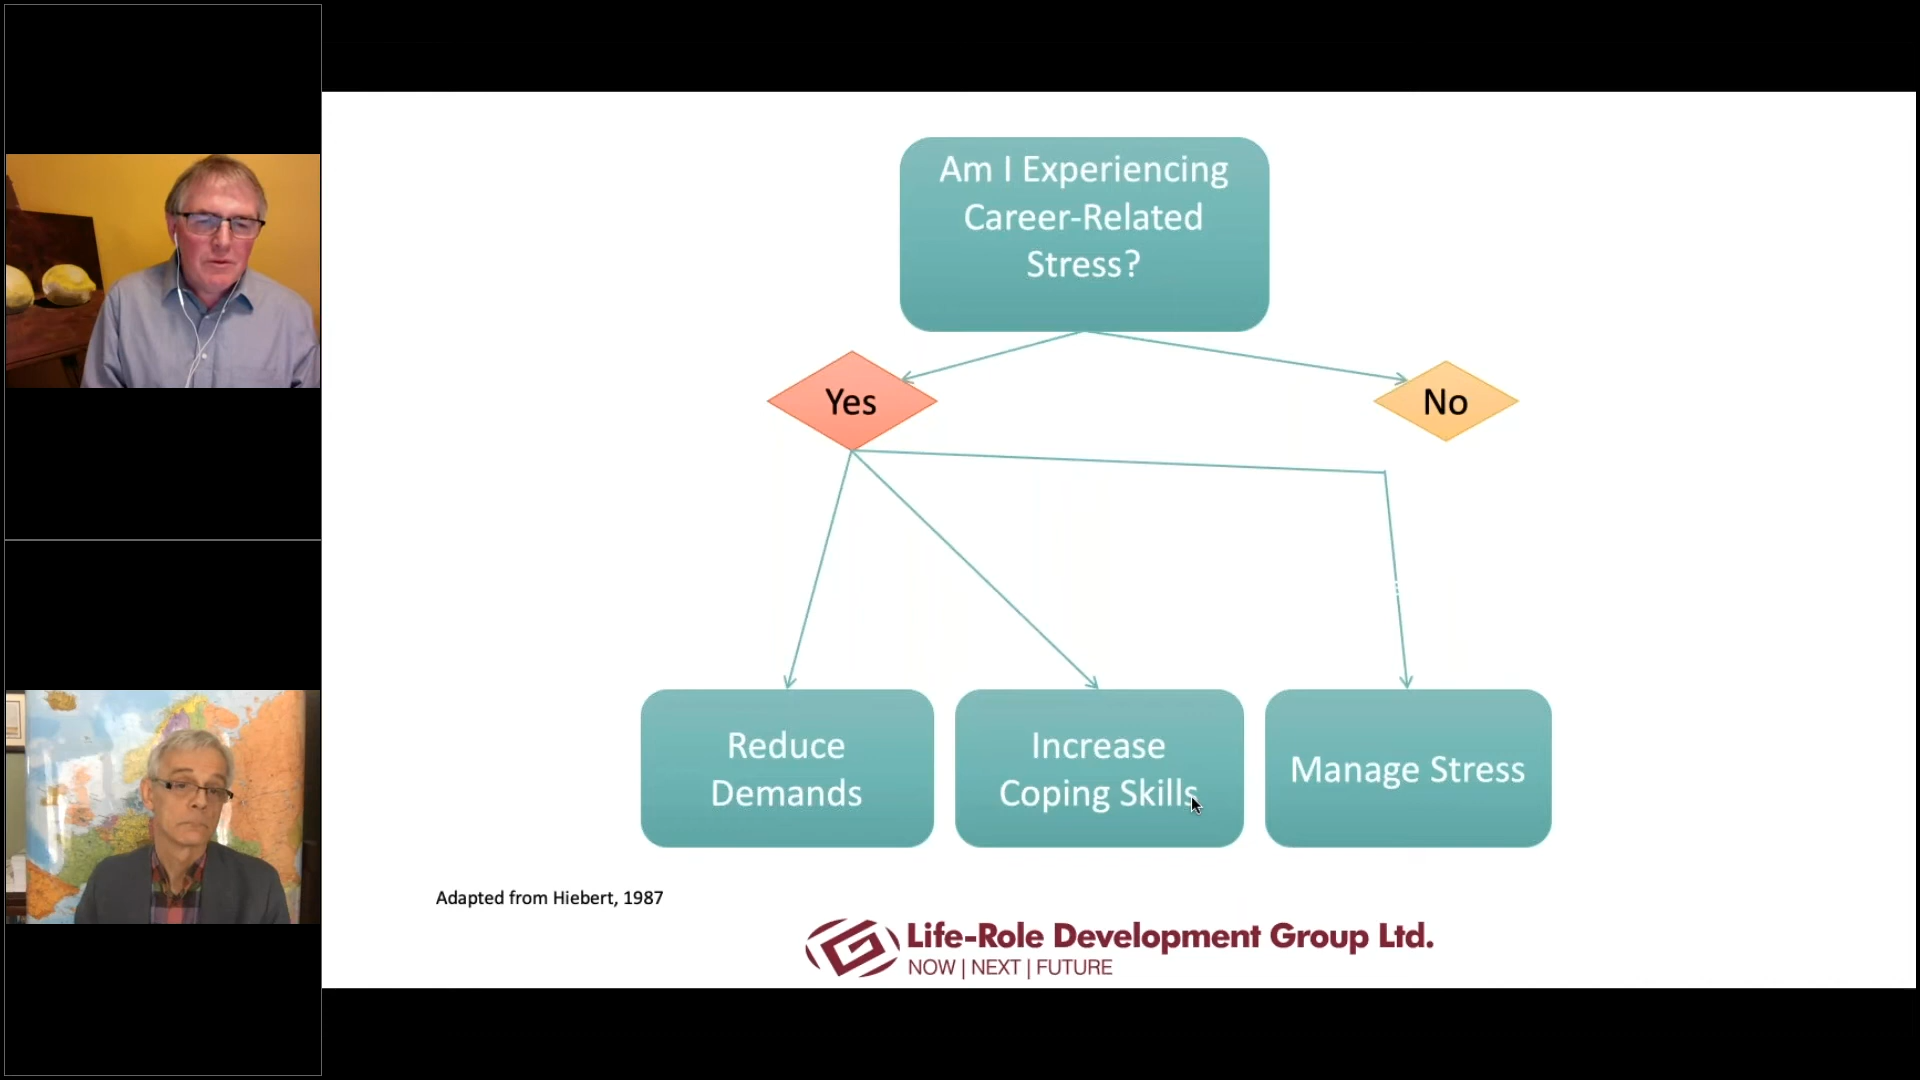 Am I Experiencing
Career-Related
Stress?
Yes
No
Reduce
Demands
Increase
Coping Skills
Manage Stress
Adapted from Hiebert, 1987
Life-Role Development Group Ltd.
NOW | NEXT | FUTURE